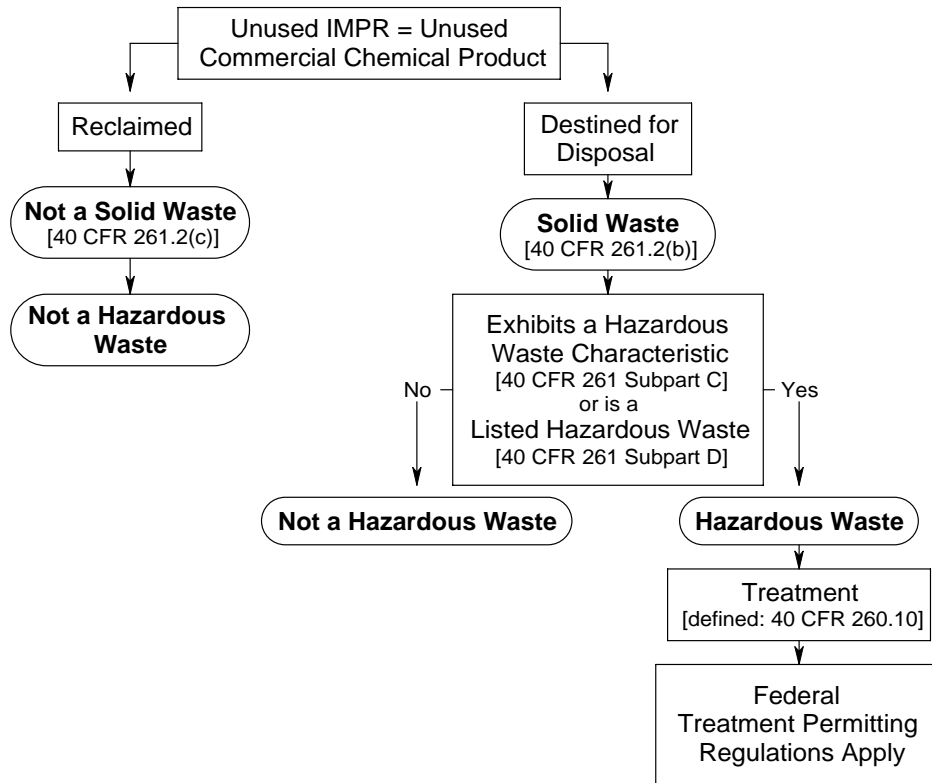 Unused IMPR = Unused
Commercial Chemical Product
Reclaimed
Destined for
Disposal
Not a Solid Waste
[40 CFR 261.2(c)]
Solid Waste
[40 CFR 261.2(b)]
Not a Hazardous
Waste
Exhibits a Hazardous
Waste Characteristic
[40 CFR 261 Subpart C]
or is a
Listed Hazardous Waste
[40 CFR 261 Subpart D]
No
Yes
Not a Hazardous Waste
Hazardous Waste
Treatment
[defined: 40 CFR 260.10]
Federal
Treatment Permitting
Regulations Apply